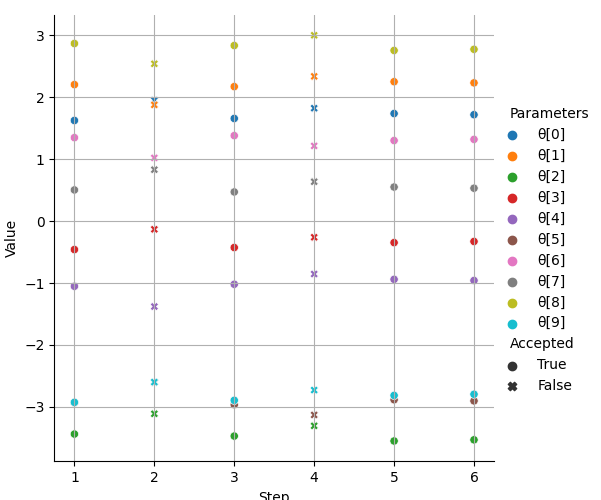 3
2
1
0
−1
−2
−3
Value
1 2 3 4 5 6
Step
Parameters
θ[0]
θ[1]
θ[2]
θ[3]
θ[4]
θ[5]
θ[6]
θ[7]
θ[8]
θ[9]
Accepted
True
False